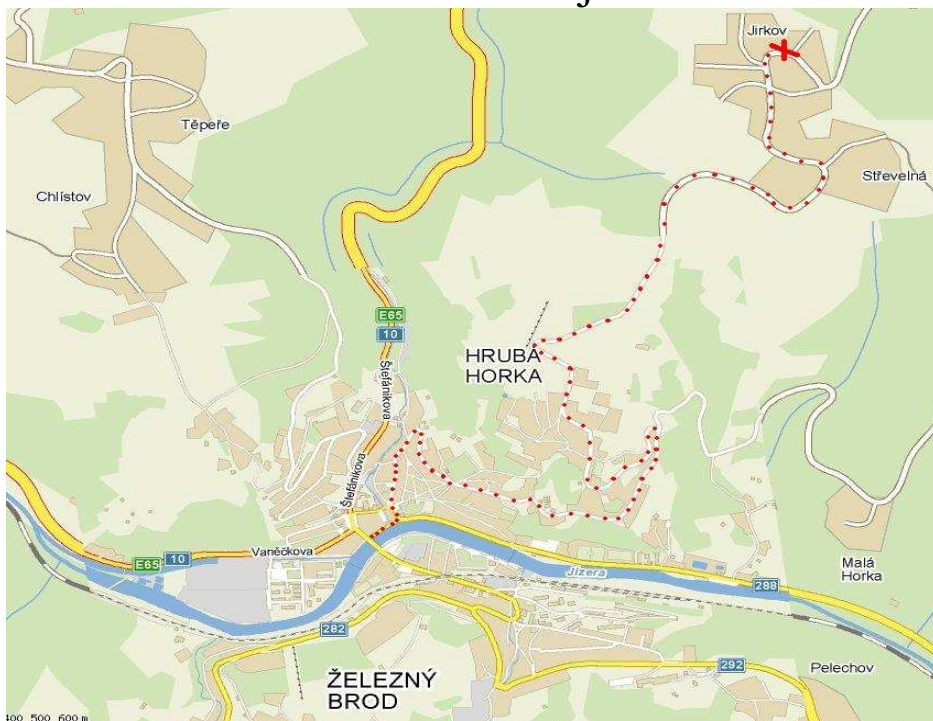 Jirkov
Těpeře
Střevelná
Chlístov
E65
10
HRUBÁ
HORKA
Štefánikova
Štefánikova
Vaněčkova
E65
10
Jizera
288
Malá
Horka
282
292
Pelechov
ŽELEZNÝ
BROD
400 500 600 m